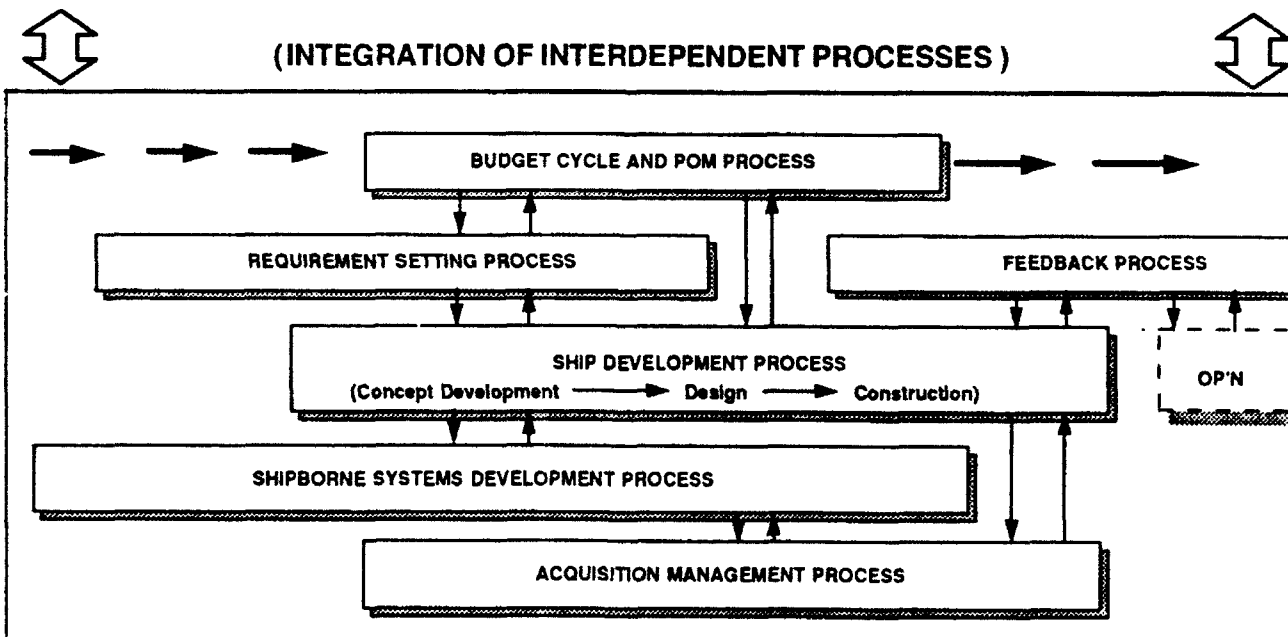 (INTEGRATION OF INTERDEPENDENT PROCESSES )
BUDGET CYCLE AND POM PROCESS
REQUIREMENT SETTING PROCESS
FEEDBACK PROCESS
SHIP DEVELOPMENT PROCESS
(Concept Development Design Construction)
OP'N
SHIPBORNE SYSTEMS DEVELOPMENT PROCESS
ACQUISITION MANAGEMENT PROCESS